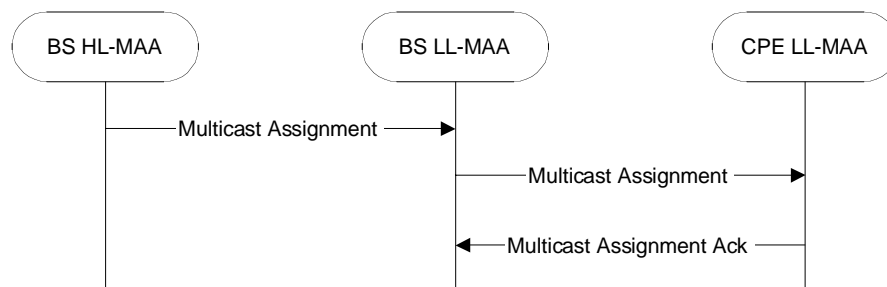 BS HL-MAA
BS LL-MAA
CPE LL-MAA
Multicast Assignment
Multicast Assignment
Multicast Assignment Ack